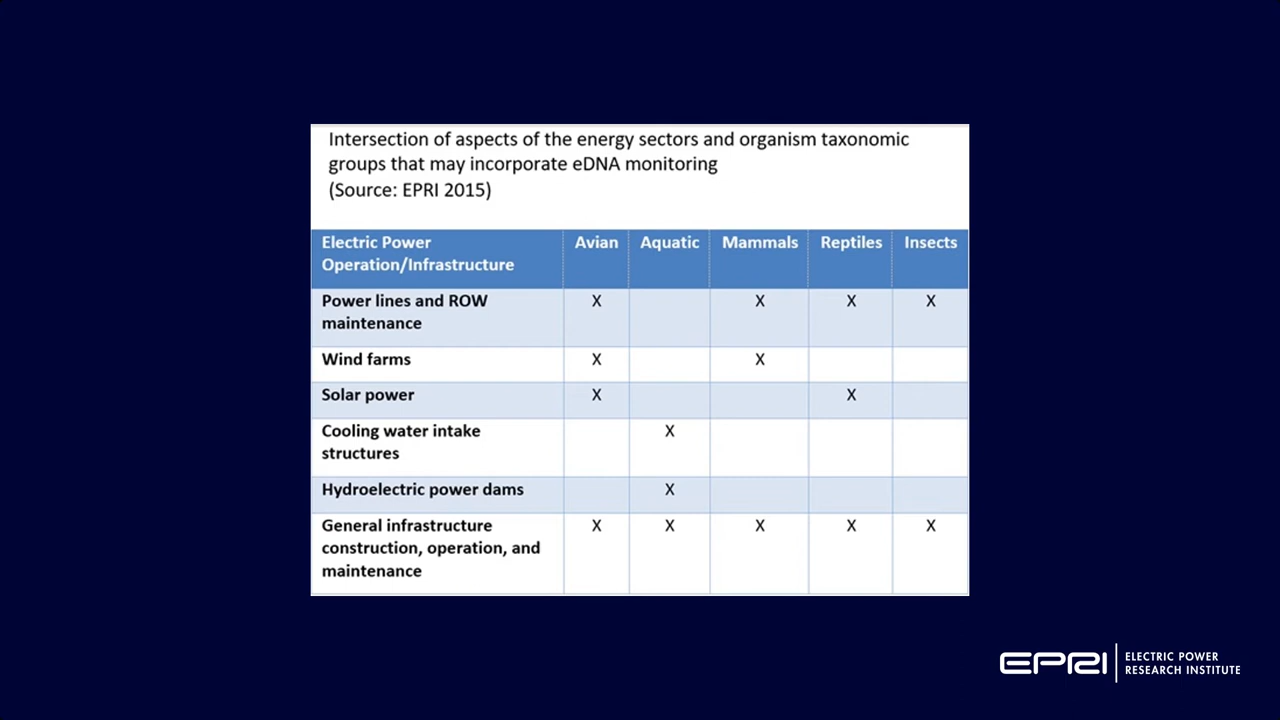 Intersection of aspects of the energy sectors and organism taxonomic
groups that may incorporate eDNA monitoring
(Source: EPRI 2015)
Electric Power Operation/Infrastructure Avian Aquatic Mammals Reptiles Insects
Power lines and ROW maintenance X X X X
Wind farms X X
Solar power X X
Cooling water intake structures X
Hydroelectric power dams X
General infrastructure construction, operation, and maintenance X X X X X
EPRI
ELECTRIC POWER
RESEARCH INSTITUTE